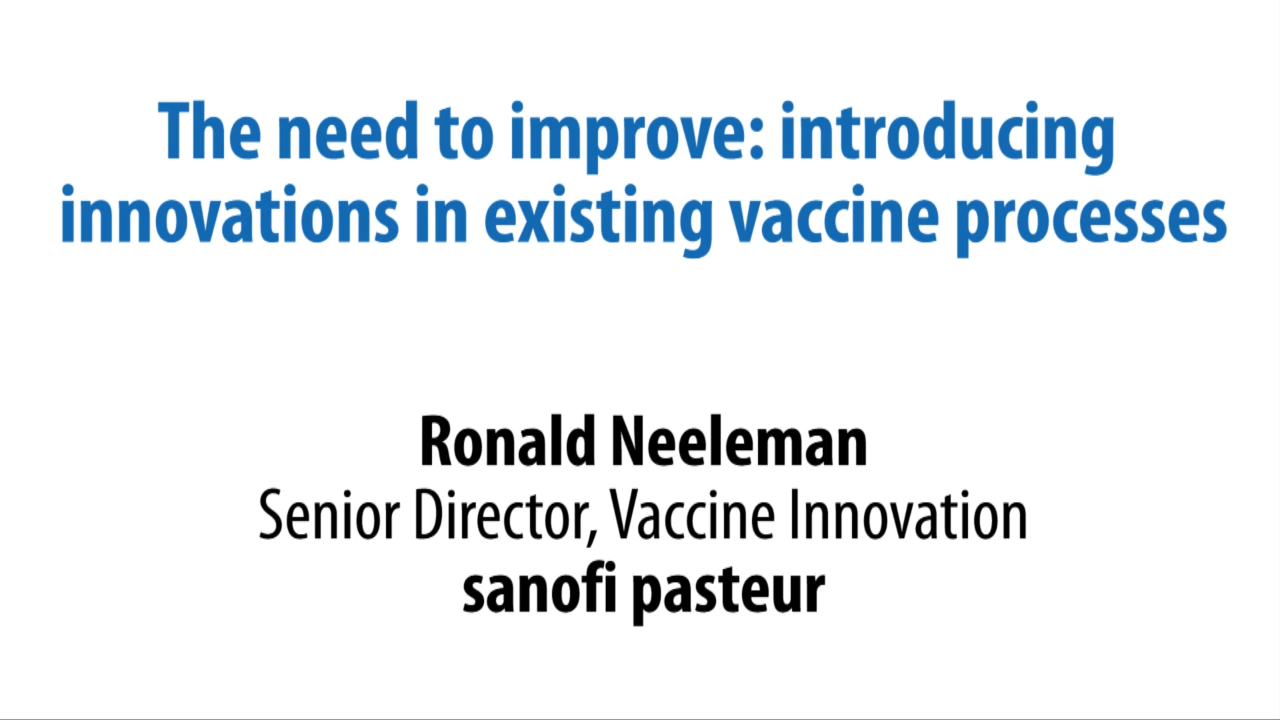 The need to improve: introducing
innovations in existing vaccine processes
Ronald Neeleman
Senior Director, Vaccine Innovation
sanofi pasteur